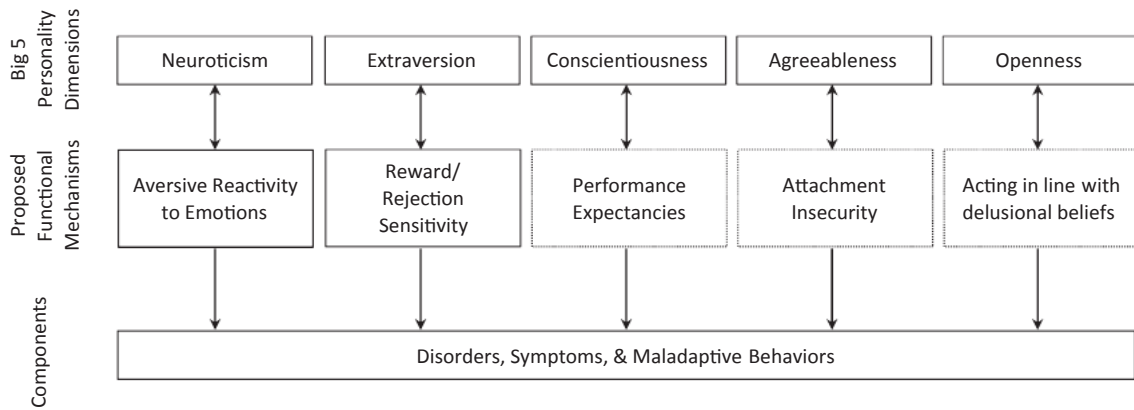 Big 5
Personality
Dimensions
Neuroticism
Extraversion
Conscientiousness
Agreeableness
Openness
Proposed
Functional
Mechanisms
Aversive Reactivity
to Emotions
Reward/
Rejection
Sensitivity
Performance
Expectancies
Attachment
Insecurity
Acting in line with
delusional beliefs
Components
Disorders, Symptoms, & Maladaptive Behaviors